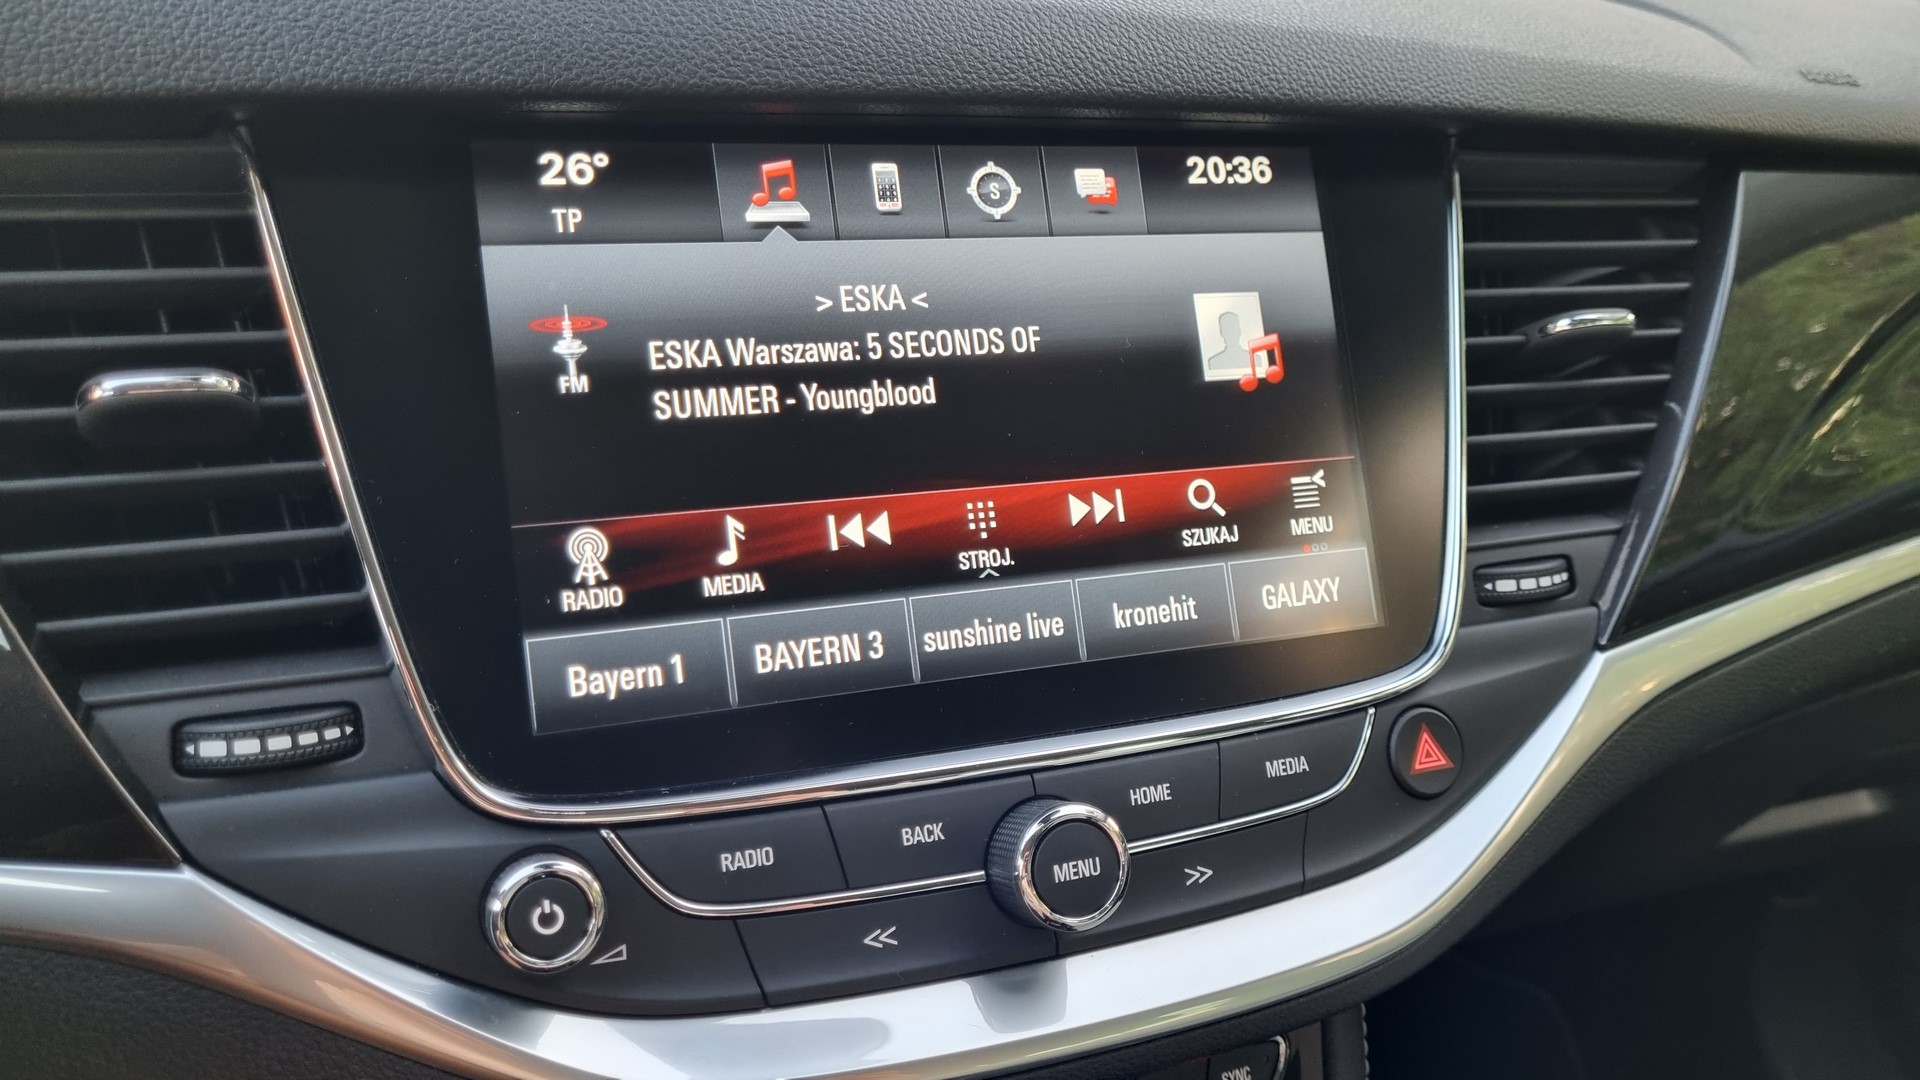 26°
20:36
TP
S
> ESKA <
ESKA Warszawa: 5 SECONDS OF
SUMMER - Youngblood
FM
RADIO
MEDIA
STROJ.
SZUKAJ
MENU
Bayern 1
BAYERN 3
sunshine live
kronehit
GALAXY
RADIO
BACK
MENU
HOME
MEDIA
<<
>>
SYNC